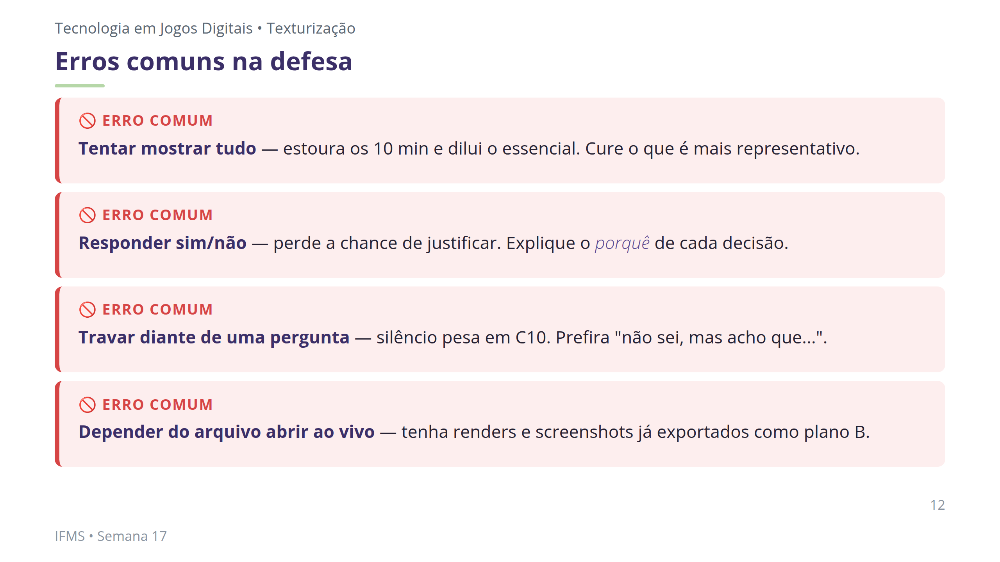 Tecnologia em Jogos Digitais • Texturização
Erros comuns na defesa
🚫 ERRO COMUM
Tentar mostrar tudo — estoura os 10 min e dilui o essencial. Cure o que é mais representativo.
🚫 ERRO COMUM
Responder sim/não — perde a chance de justificar. Explique o porquê de cada decisão.
🚫 ERRO COMUM
Travar diante de uma pergunta — silêncio pesa em C10. Prefira "não sei, mas acho que...".
🚫 ERRO COMUM
Depender do arquivo abrir ao vivo — tenha renders e screenshots já exportados como plano B.
12
IFMS • Semana 17